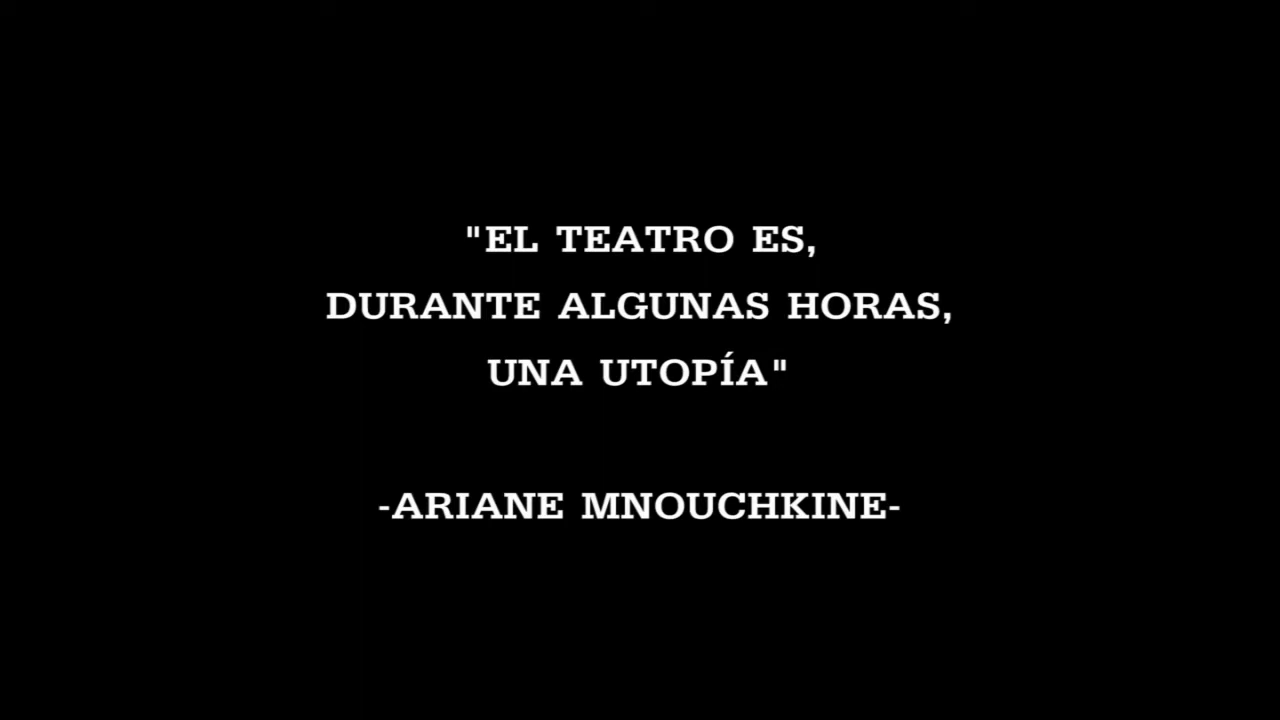 "EL TEATRO ES,
DURANTE ALGUNAS HORAS,
UNA UTOPÍA"
-ARIANE MNOUCHKINE-